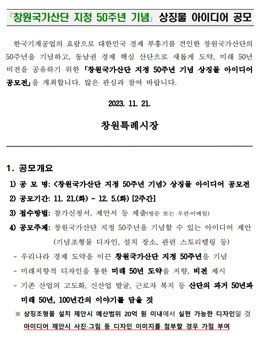 「창원국가산단 지정 50주년 기념」 상징물 아이디어 공모
한국기계공업의 요람으로 대한민국 경제 부흥기를 견인한 창원국가산단의
50주년을 기념하고, 동남권 경제 핵심 산단으로 새롭게 도약, 미래 50년
비전을 공유하기 위한 「창원국가산단 지정 50주년 기념 상징물 아이디어
공모전」을 개최합니다. 많은 관심과 참여 바랍니다.
2023. 11. 21.
창원특례시장
1. 공모개요
1) 공 모 명: <창원국가산단 지정 50주년 기념> 상징물 아이디어 공모전
2) 공모기간: 11. 21.(화) ~ 12. 5.(화) [2주간]
3) 접수방법: 참가신청서, 제안서 등 제출(방문 또는 우편·이메일)
4) 공모주제: 창원국가산단 지정 50주년을 기념할 수 있는 아이디어 제안
(기념조형물 디자인, 설치 장소, 관련 스토리텔링 등)
- 우리나라 경제 도약을 이끈 창원국가산단 지정 50주년을 기념
- 미래지향적 디자인을 통한 미래 50년 도약을 지향, 비전 제시
- 기존 산업의 고도화, 신산업 발굴, 근로자 복지 등 산단의 과거 50년과
미래 50년, 100년간의 이야기를 담을 것
※ 상징조형물 설치 제안시 예산범위 20억 원 이내에서 실현 가능한 디자인일 것
아이디어 제안시 사진·그림 등 디자인 이미지를 첨부할 경우 가점 부여